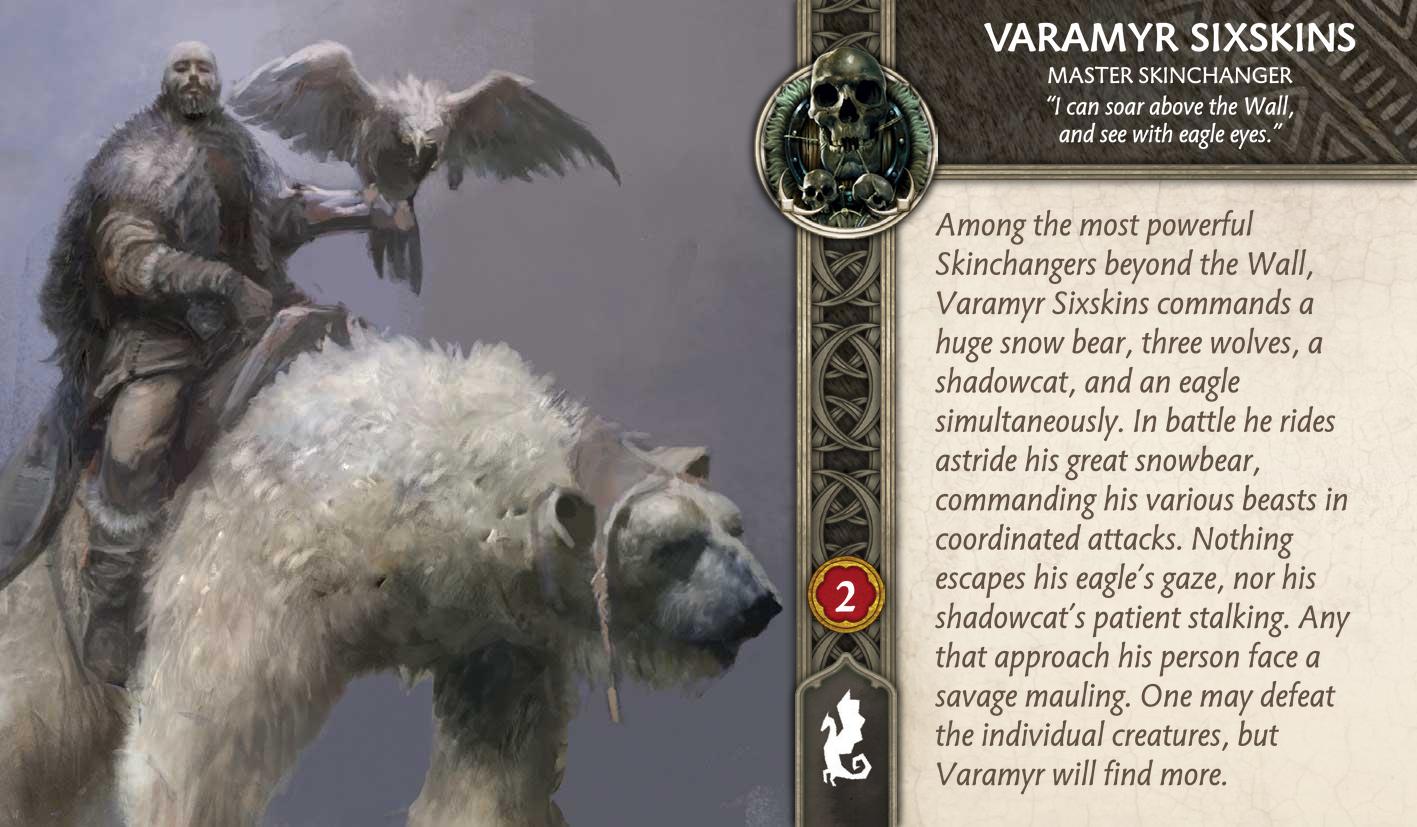 VARAMYR SIXSKINS
MASTER SKINCHANGER
“I can soar above the Wall,
and see with eagle eyes.”
Among the most powerful
Skinchangers beyond the Wall,
Varamyr Sixskins commands a
huge snow bear, three wolves, a
shadowcat, and an eagle
simultaneously. In battle he rides
astride his great snowbear,
commanding his various beasts in
coordinated attacks. Nothing
escapes his eagle’s gaze, nor his
shadowcat’s patient stalking. Any
that approach his person face a
savage mauling. One may defeat
the individual creatures, but
Varamyr will find more.
2